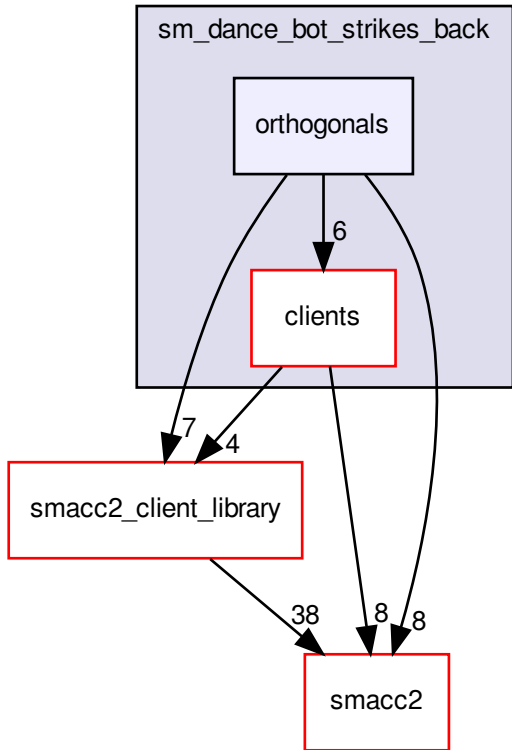 sm_dance_bot_strikes_back
orthogonals
6
clients
7
4
smacc2_client_library
38
8
8
smacc2